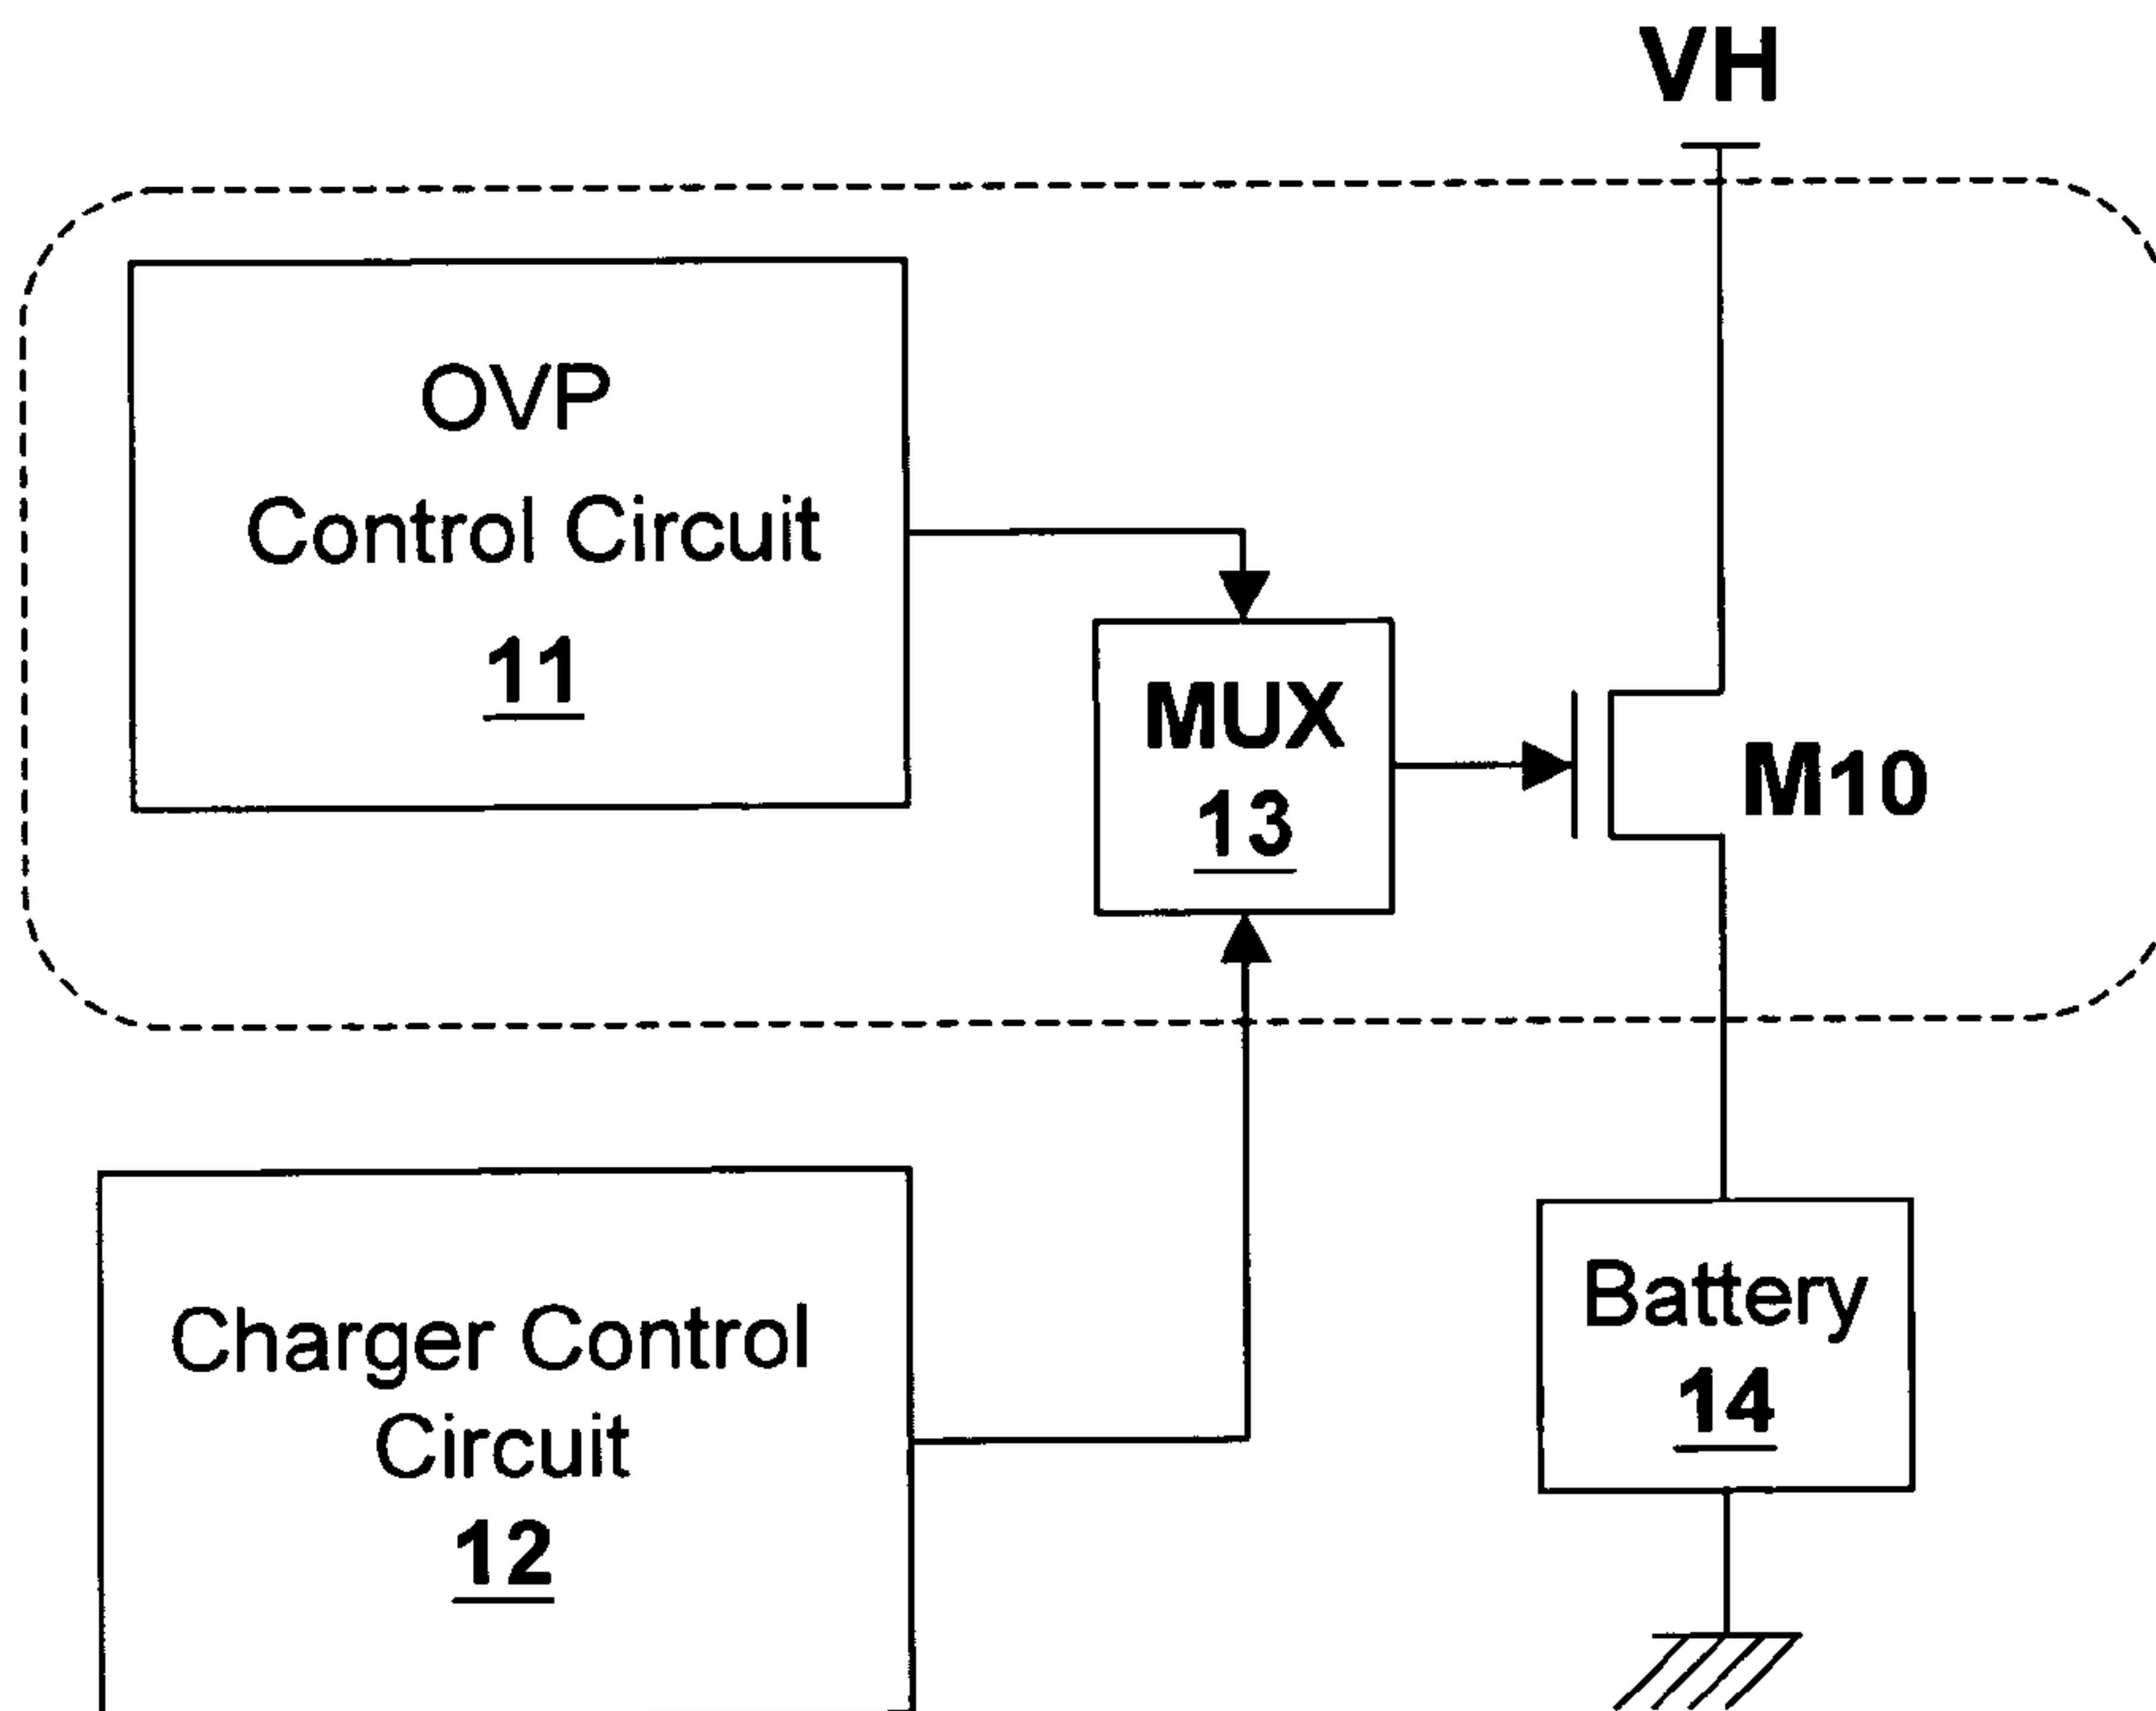 VH
OVP
Control Circuit
11
MUX
13
M10
Charger Control
Circuit
12
Battery
14